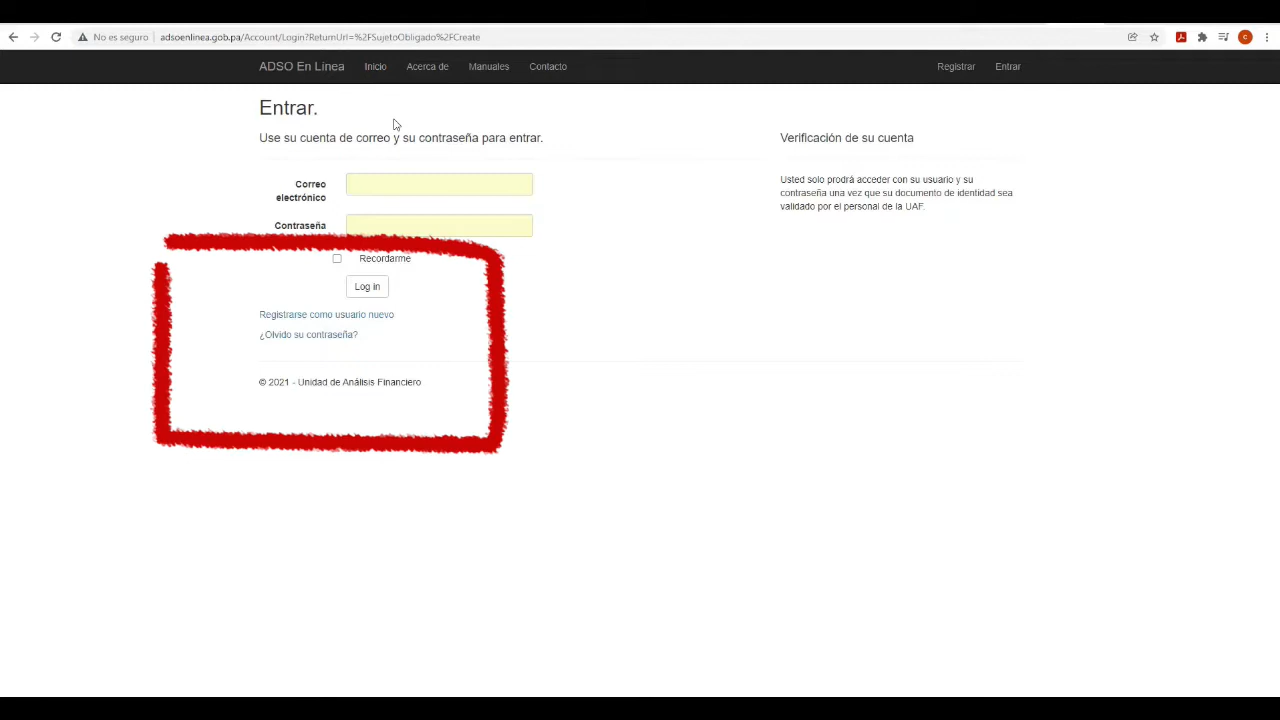 No es seguro adsoenlinea.gob.pa/Account/Login?ReturnUrl=%2FSujetoObligado%2FCreate
C
ADSO En Línea Inicio Acerca de Manuales Contacto Registrar Entrar
Entrar.
Use su cuenta de correo y su contraseña para entrar.
Correo
electrónico
Contraseña
Recordarme
Log in
Registrarse como usuario nuevo
¿Olvido su contraseña?
Verificación de su cuenta
Usted solo prodrá acceder con su usuario y su
contraseña una vez que su documento de identidad sea
validado por el personal de la UAF.
© 2021 - Unidad de Análisis Financiero